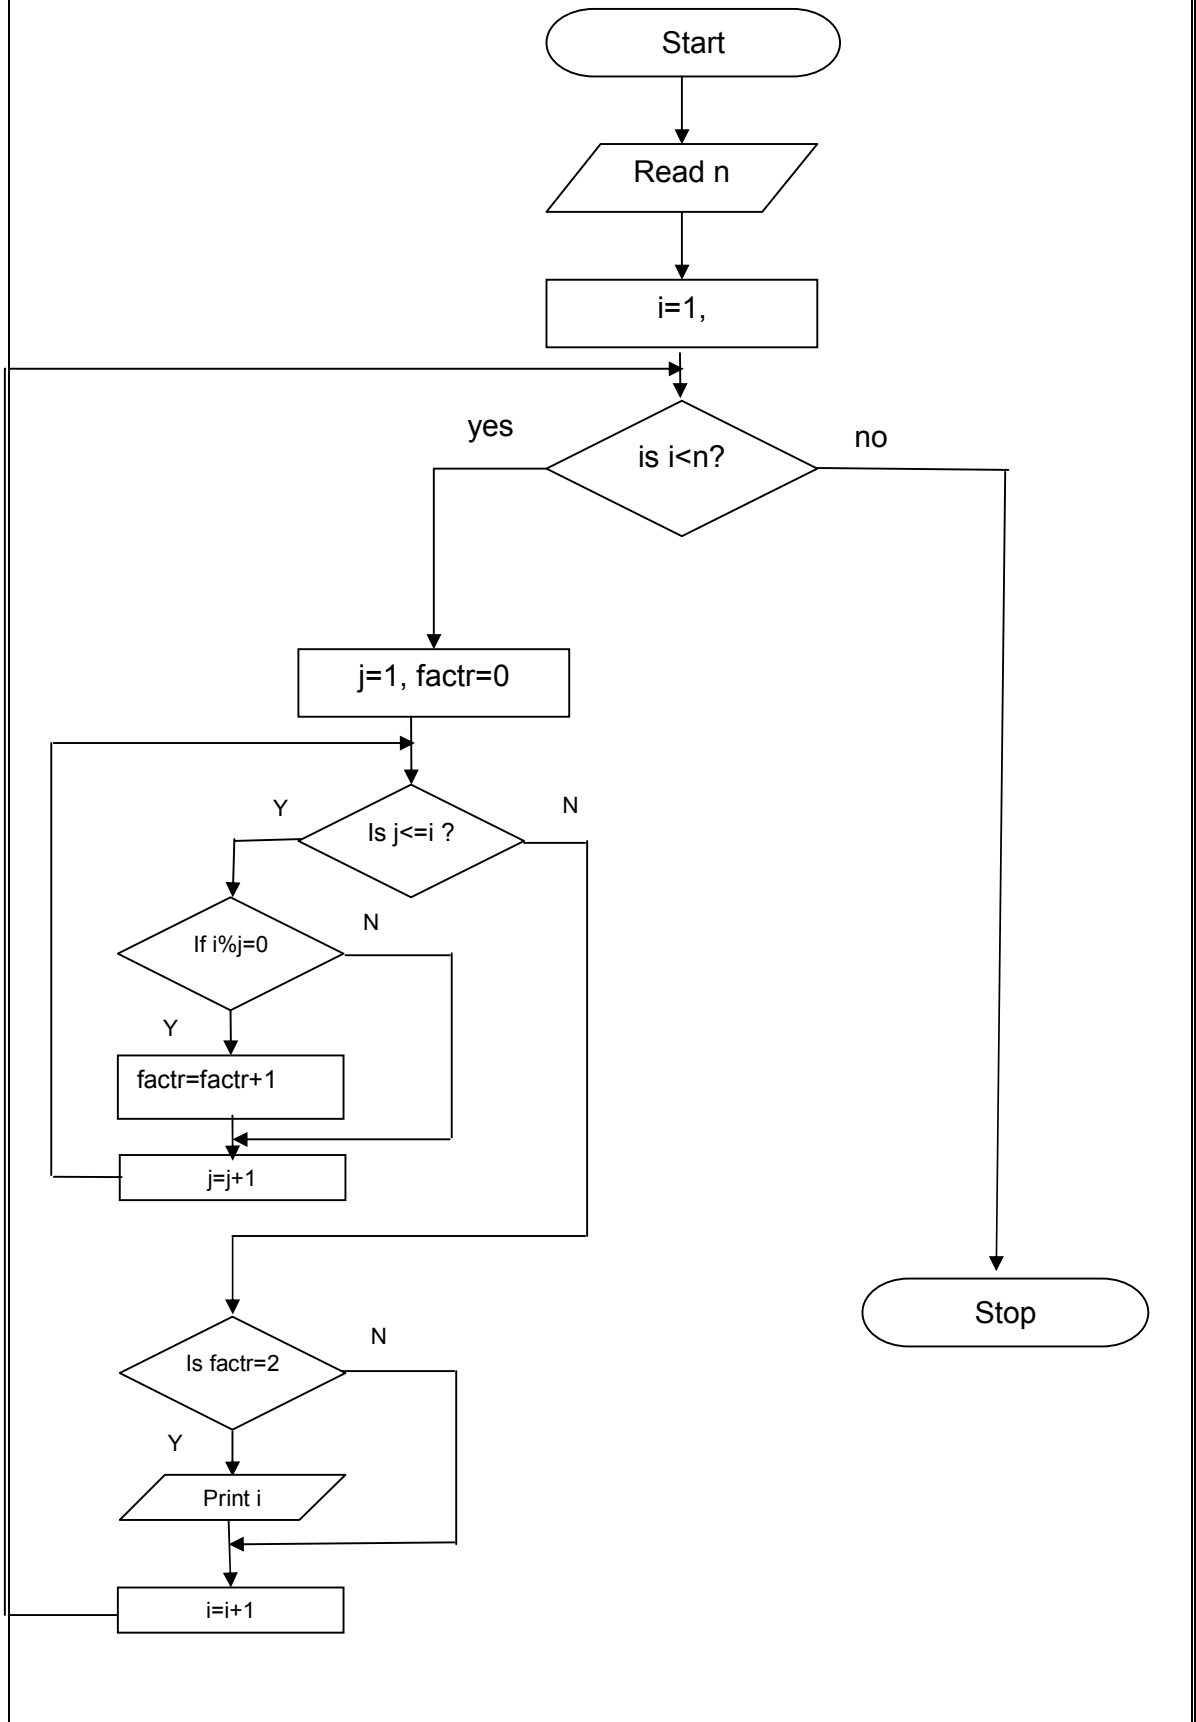 Start
Read n
i=1,
yes
is i<n?
no
j=1, factr=0
Y
Is j<=i ?
N
If i%j=0
N
Y
factr=factr+1
j=j+1
Is factr=2
N
Y
Print i
i=i+1
Stop